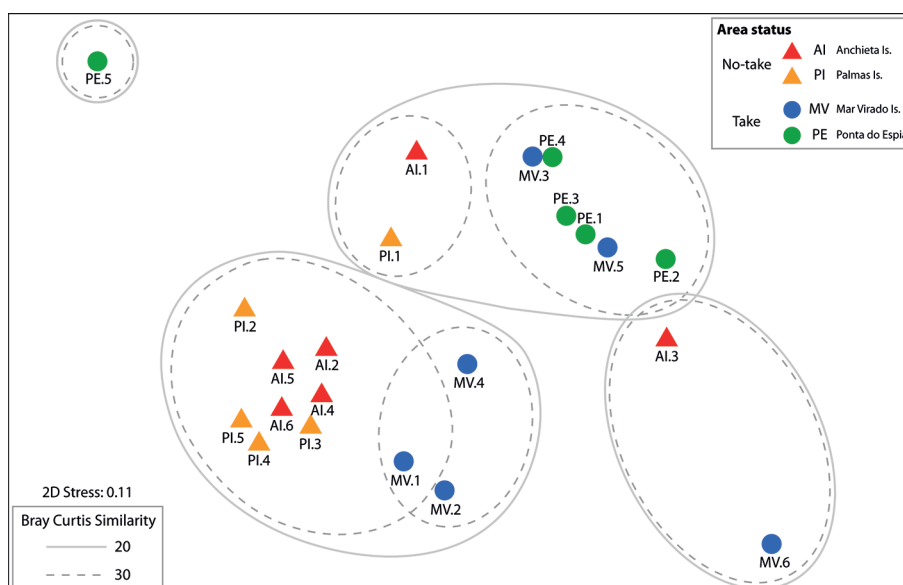 Area status
No-take
AI Anchieta Is.
PI Palmas Is.
Take
MV Mar Virado Is.
PE Ponta do Espia
PE.5
AI.1
PE.4
MV.3
PE.3
PE.1
PI.1
MV.5
PE.2
PI.2
AI.3
AI.2
AI.5
MV.4
AI.4
AI.6
PI.5
PI.3
PI.4
MV.1
MV.2
MV.6
2D Stress: 0.11
Bray Curtis Similarity
20
30